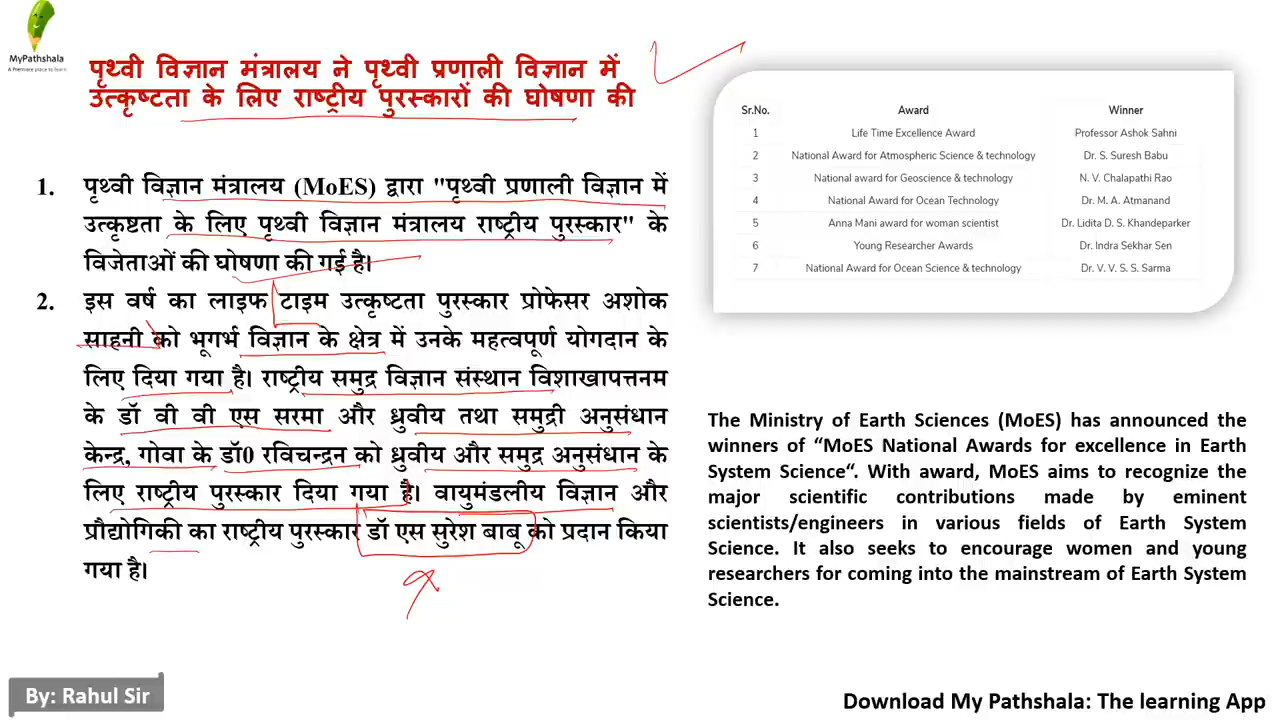 MyPathshala
A Premiere place to learn
पृथ्वी विज्ञान मंत्रालय ने पृथ्वी प्रणाली विज्ञान में
उत्कृष्टता के लिए राष्ट्रीय पुरस्कारों की घोषणा की
1. पृथ्वी विज्ञान मंत्रालय (MoES) द्वारा "पृथ्वी प्रणाली विज्ञान में
उत्कृष्टता के लिए पृथ्वी विज्ञान मंत्रालय राष्ट्रीय पुरस्कार" के
विजेताओं की घोषणा की गई है।
2. इस वर्ष का लाइफ टाइम उत्कृष्टता पुरस्कार प्रोफेसर अशोक
साहनी को भूगर्भ विज्ञान के क्षेत्र में उनके महत्वपूर्ण योगदान के
लिए दिया गया है। राष्ट्रीय समुद्र विज्ञान संस्थान विशाखापत्तनम
के डॉ वी वी एस सरमा और ध्रुवीय तथा समुद्री अनुसंधान
केन्द्र, गोवा के डॉ0 रविचन्द्रन को ध्रुवीय और समुद्र अनुसंधान के
लिए राष्ट्रीय पुरस्कार दिया गया है। वायुमंडलीय विज्ञान और
प्रौद्योगिकी का राष्ट्रीय पुरस्कार डॉ एस सुरेश बाबू को प्रदान किया
गया है।
Sr.No. Award Winner
1 Life Time Excellence Award Professor Ashok Sahni
2 National Award for Atmospheric Science & technology Dr. S. Suresh Babu
3 National award for Geoscience & technology N. V. Chalapathi Rao
4 National Award for Ocean Technology Dr. M. A. Atmanand
5 Anna Mani award for woman scientist Dr. Lidita D. S. Khandeparker
6 Young Researcher Awards Dr. Indra Sekhar Sen
7 National Award for Ocean Science & technology Dr. V. V. S. S. Sarma
The Ministry of Earth Sciences (MoES) has announced the
winners of “MoES National Awards for excellence in Earth
System Science“. With award, MoES aims to recognize the
major scientific contributions made by eminent
scientists/engineers in various fields of Earth System
Science. It also seeks to encourage women and young
researchers for coming into the mainstream of Earth System
Science.
By: Rahul Sir
Download My Pathshala: The learning App